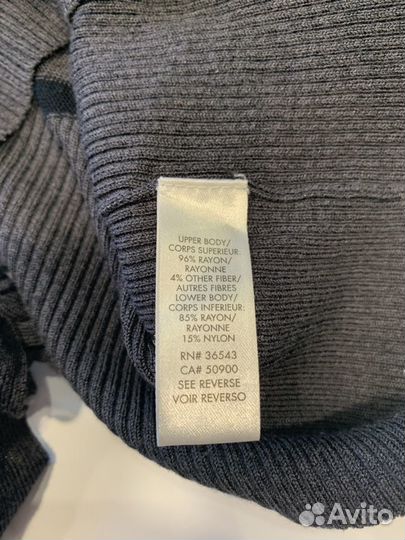 UPPER BODY/
CORPS SUPERIEUR:
96% RAYON/
RAYONNE
4% OTHER FIBER/
AUTRES FIBRES
LOWER BODY/
CORPS INFERIEUR:
85% RAYON/
RAYONNE
15% NYLON
RN# 36543
CA# 50900
SEE REVERSE
VOIR REVERSO
Avito